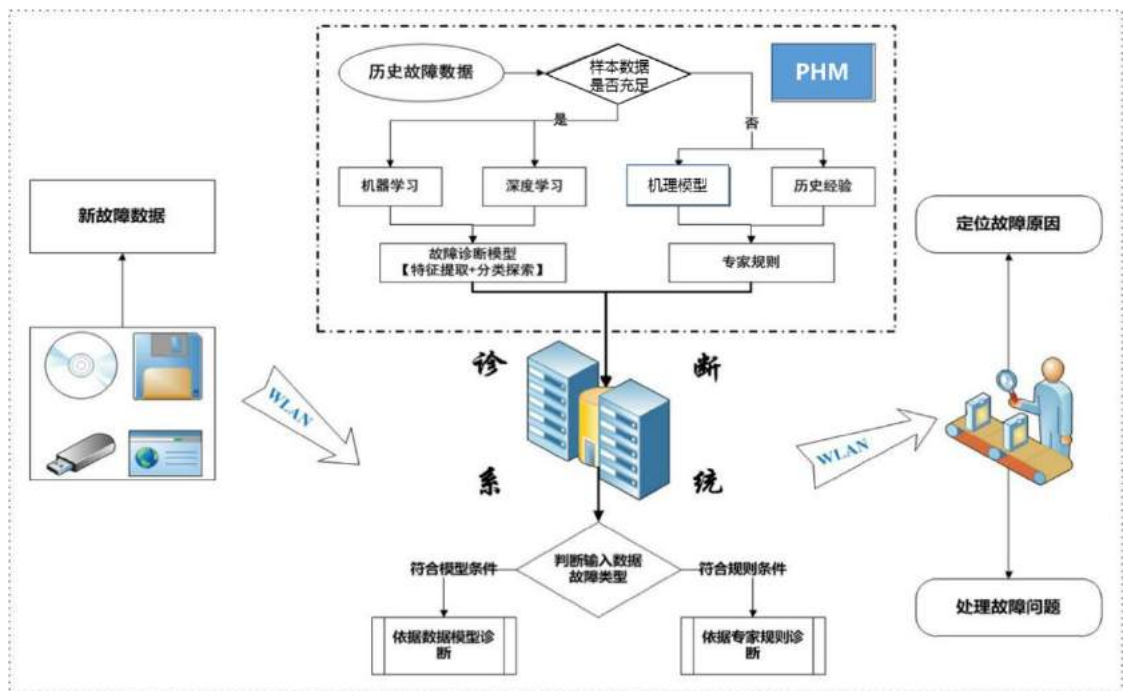 历史故障数据
样本数据
是否充足
PHM
是
否
机器学习
深度学习
机理模型
历史经验
新故障数据
定位故障原因
故障诊断模型
【特征提取+分类探索】
专家规则
诊
断
WLAN
WLAN
系
统
判断输入数据
故障类型
符合模型条件
符合规则条件
处理故障问题
依据数据模型诊
断
依据专家规则诊
断